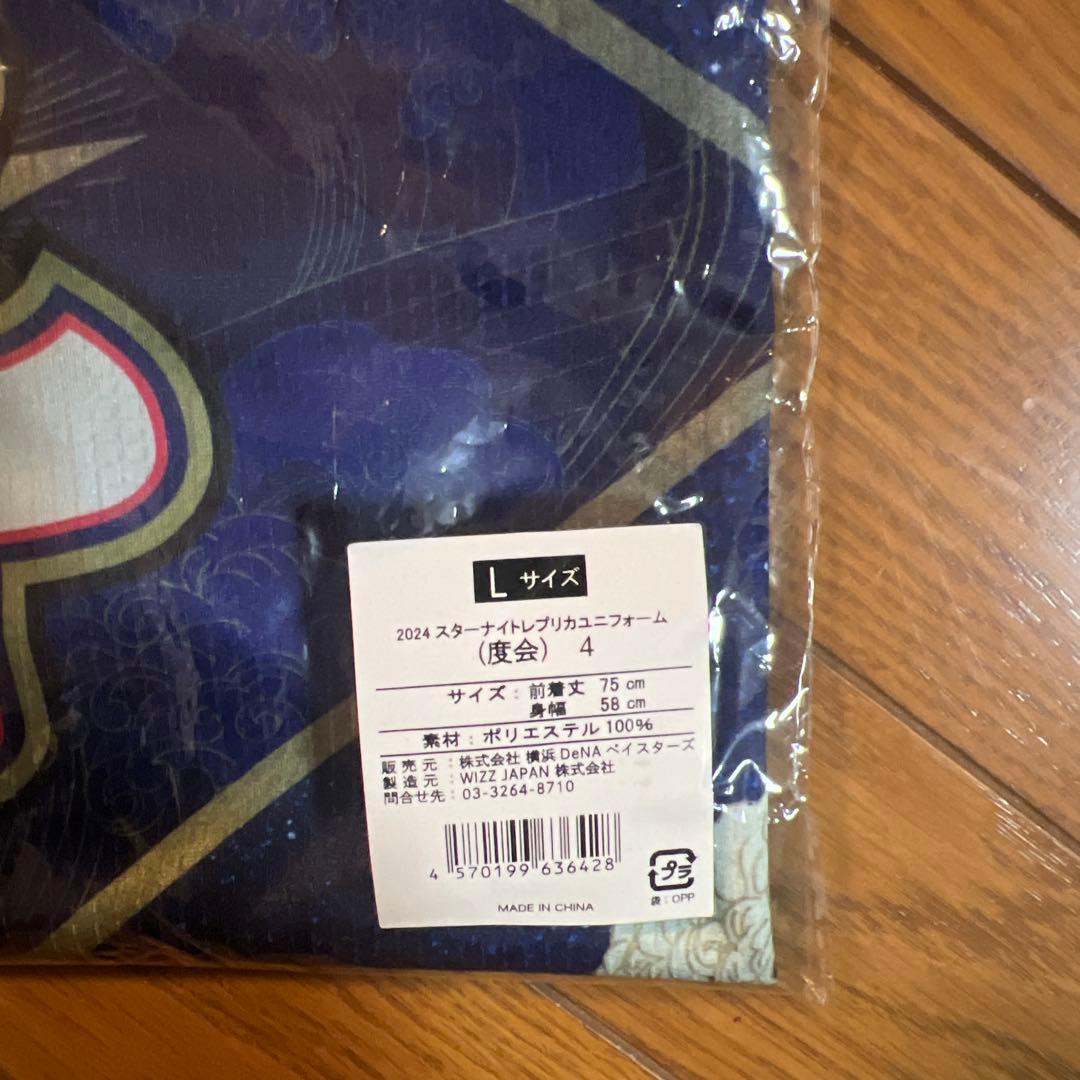 L サイズ
2024 スターナイトレプリカユニフォーム
(度会) 4
サイズ：前着丈 75 cm
身幅 58 cm
素材：ポリエステル 100%
販売元：株式会社 横浜 DeNA ベイスターズ
製造元：WIZZ JAPAN 株式会社
問合せ先：03-3264-8710
4 570199 636428
プラ
袋：OPP
MADE IN CHINA